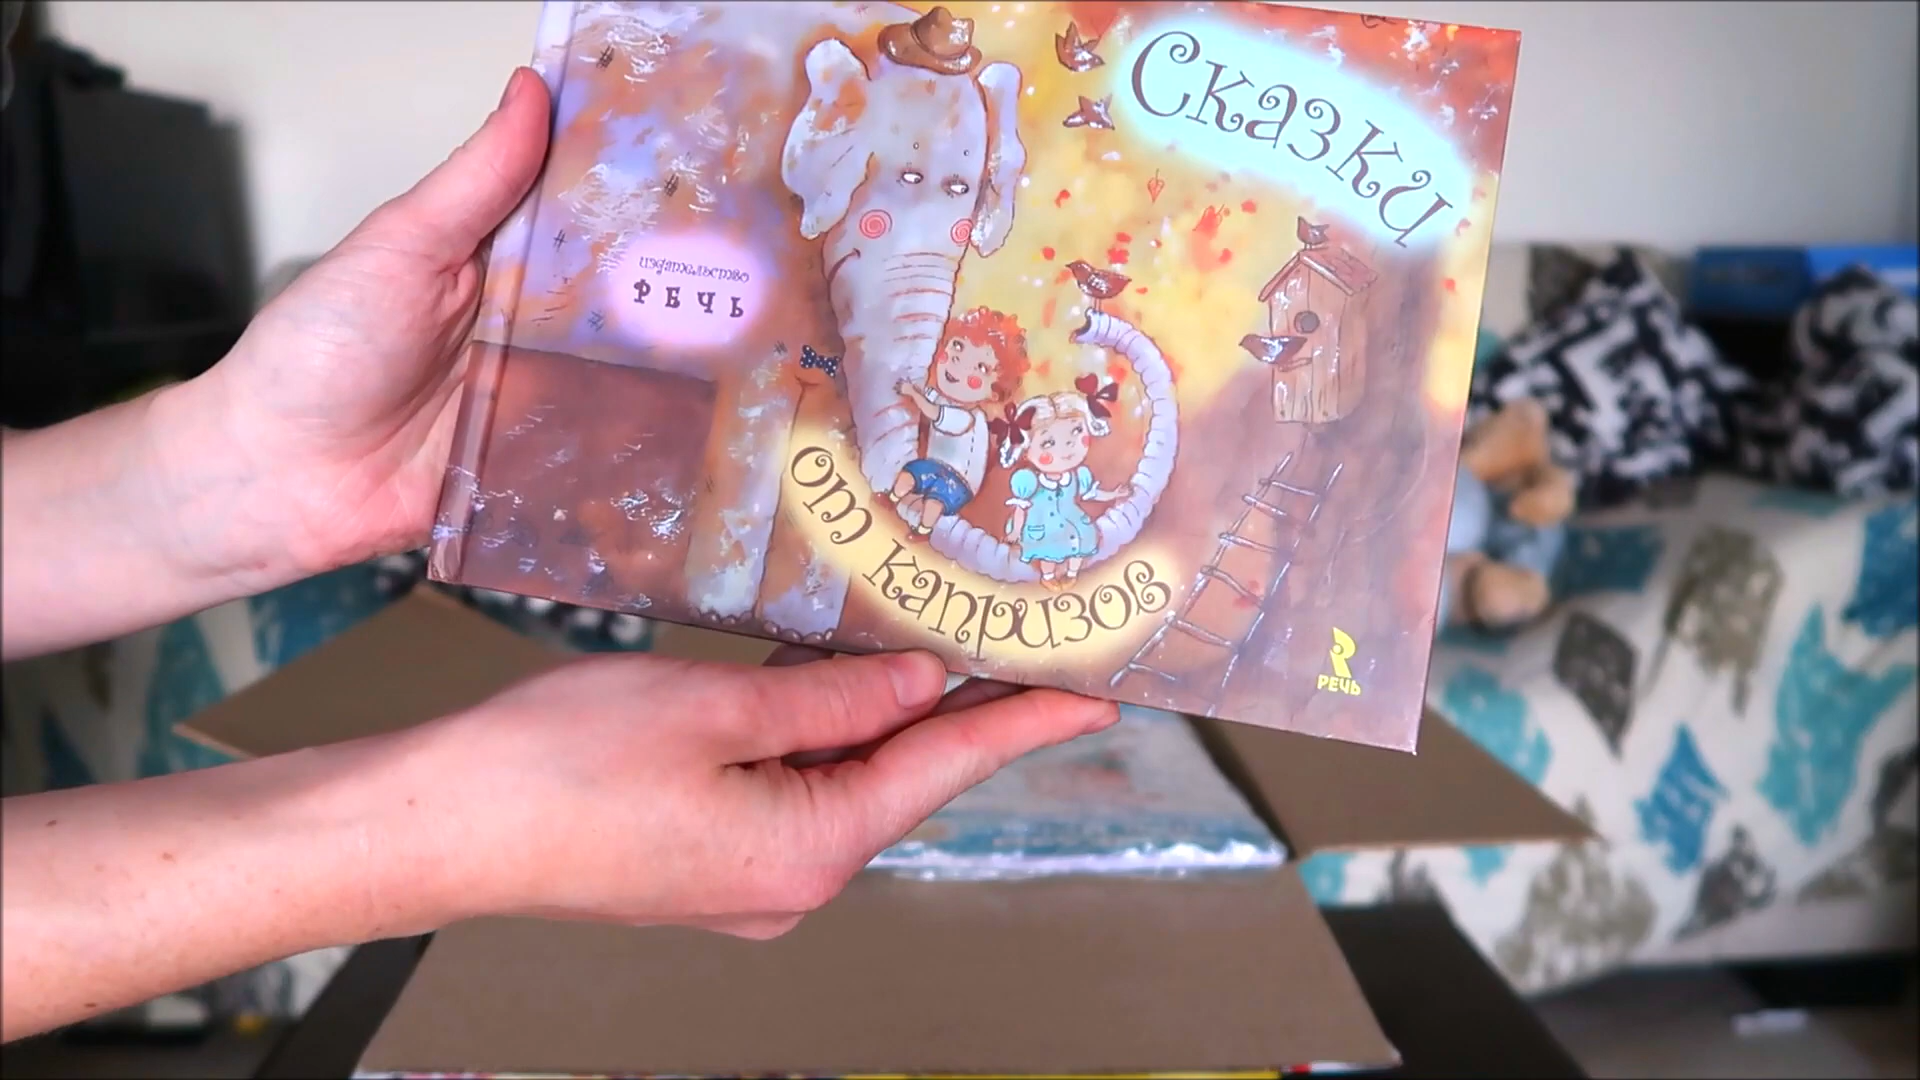 Сказки
издательство
РЕЧЬ
от капризов
РЕЧЬ